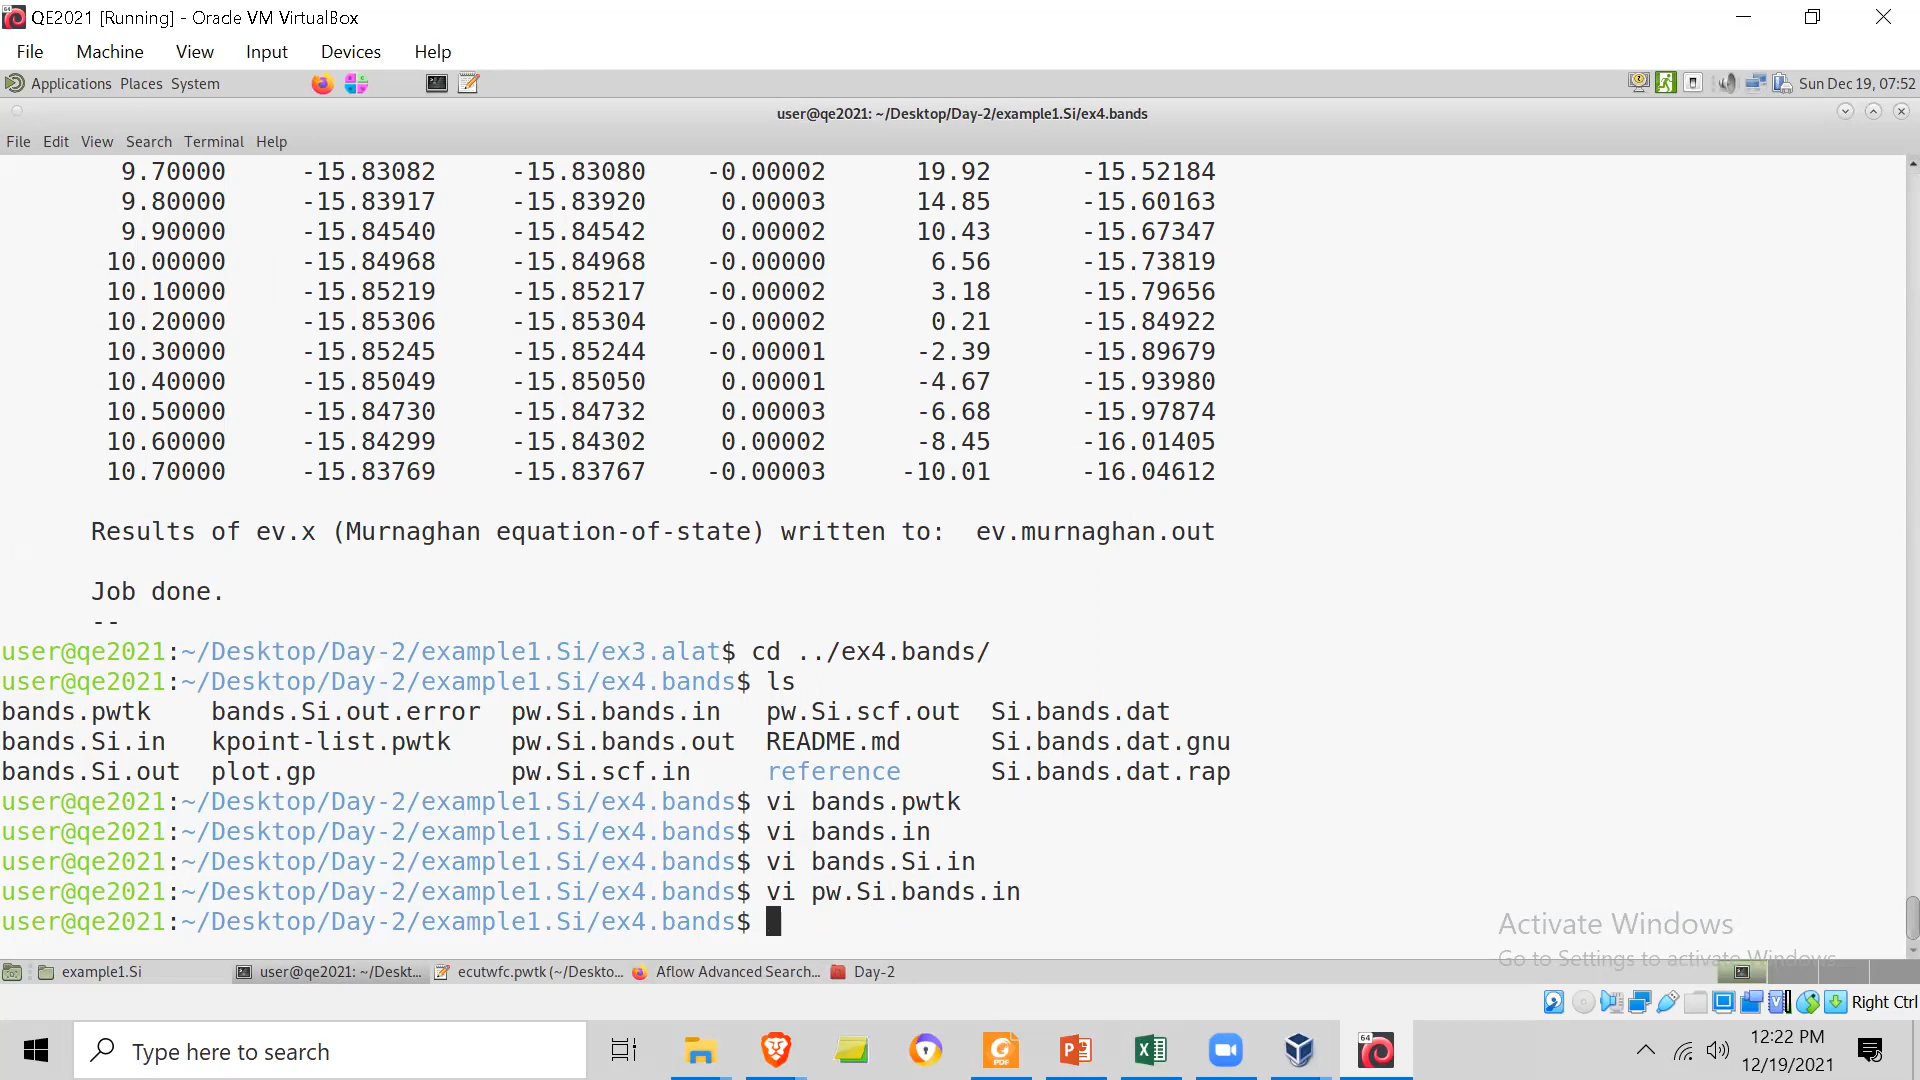 QE2021 [Running] - Oracle VM VirtualBox
File Machine View Input Devices Help
Applications Places System Sun Dec 19, 07:52
user@qe2021: ~/Desktop/Day-2/example1.Si/ex4.bands
File Edit View Search Terminal Help
9.70000 -15.83082 -15.83080 -0.00002 19.92 -15.52184
9.80000 -15.83917 -15.83920 0.00003 14.85 -15.60163
9.90000 -15.84540 -15.84542 0.00002 10.43 -15.67347
10.00000 -15.84968 -15.84968 -0.00000 6.56 -15.73819
10.10000 -15.85219 -15.85217 -0.00002 3.18 -15.79656
10.20000 -15.85306 -15.85304 -0.00002 0.21 -15.84922
10.30000 -15.85245 -15.85244 -0.00001 -2.39 -15.89679
10.40000 -15.85049 -15.85050 0.00001 -4.67 -15.93980
10.50000 -15.84730 -15.84732 0.00003 -6.68 -15.97874
10.60000 -15.84299 -15.84302 0.00002 -8.45 -16.01405
10.70000 -15.83769 -15.83767 -0.00003 -10.01 -16.04612
Results of ev.x (Murnaghan equation-of-state) written to: ev.murnaghan.out
Job done.
--
user@qe2021:~/Desktop/Day-2/example1.Si/ex3.alat$ cd ../ex4.bands/
user@qe2021:~/Desktop/Day-2/example1.Si/ex4.bands$ ls
bands.pwtk bands.Si.out.error pw.Si.bands.in pw.Si.scf.out Si.bands.dat
bands.Si.in kpoint-list.pwtk pw.Si.bands.out README.md Si.bands.dat.gnu
bands.Si.out plot.gp pw.Si.scf.in reference Si.bands.dat.rap
user@qe2021:~/Desktop/Day-2/example1.Si/ex4.bands$ vi bands.pwtk
user@qe2021:~/Desktop/Day-2/example1.Si/ex4.bands$ vi bands.in
user@qe2021:~/Desktop/Day-2/example1.Si/ex4.bands$ vi bands.Si.in
user@qe2021:~/Desktop/Day-2/example1.Si/ex4.bands$ vi pw.Si.bands.in
user@qe2021:~/Desktop/Day-2/example1.Si/ex4.bands$
Activate Windows
Go to Settings to activate Windows.
example1.Si user@qe2021: ~/Deskt... ecutwfc.pwtk (~/Deskto... Aflow Advanced Search... Day-2
Right Ctrl
Type here to search
12:22 PM
12/19/2021